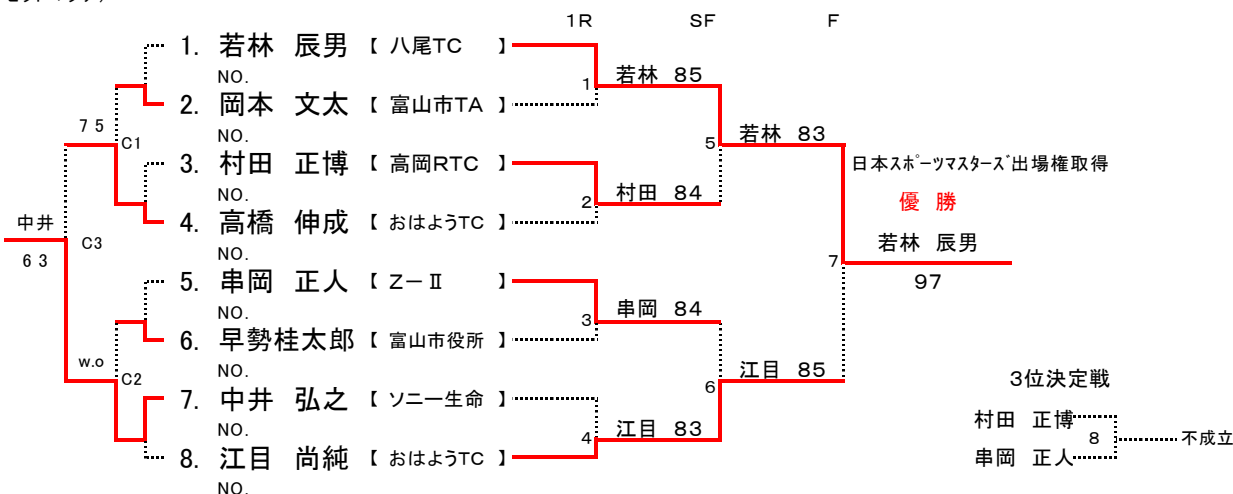 1R SF F
1. 若林 辰男 【 八尾TC 】
NO.
1 若林 85
2. 岡本 文太 【 富山市TA 】
NO.
7 5 C1
5 若林 83
3. 村田 正博 【 高岡RTC 】
日本スポーツマスターズ出場権取得
NO.
2 村田 84
優 勝
4. 高橋 伸成 【 おはようTC 】
中井 C3
若林 辰男
NO.
6 3
7
97
5. 串岡 正人 【 Z-Ⅱ 】
NO.
3 串岡 84
6. 早勢桂太郎 【 富山市役所 】
NO.
w.o C2
6 江目 85
3位決定戦
7. 中井 弘之 【 ソニー生命 】
NO.
4 江目 83
村田 正博
8 不成立
串岡 正人
8. 江目 尚純 【 おはようTC 】
NO.